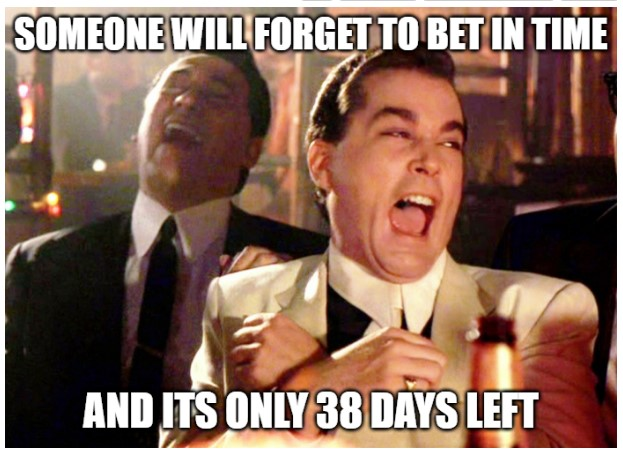 SOMEONE WILL FORGET TO BET IN TIME
AND ITS ONLY 38 DAYS LEFT